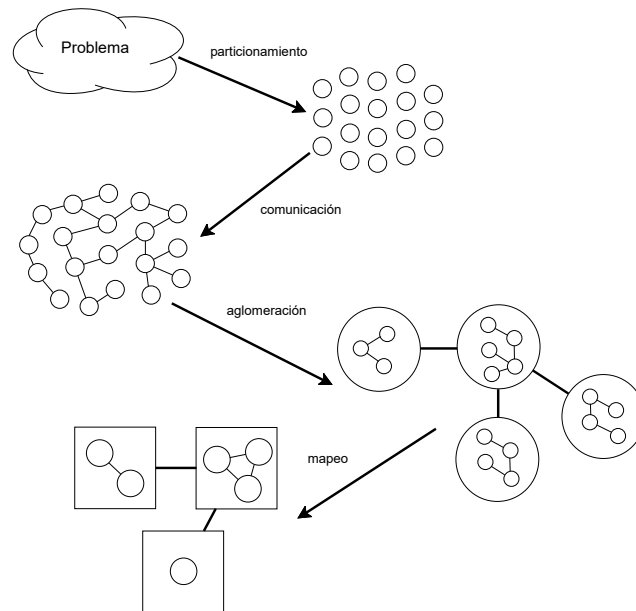 Problema
particionamiento
comunicación
aglomeración
mapeo